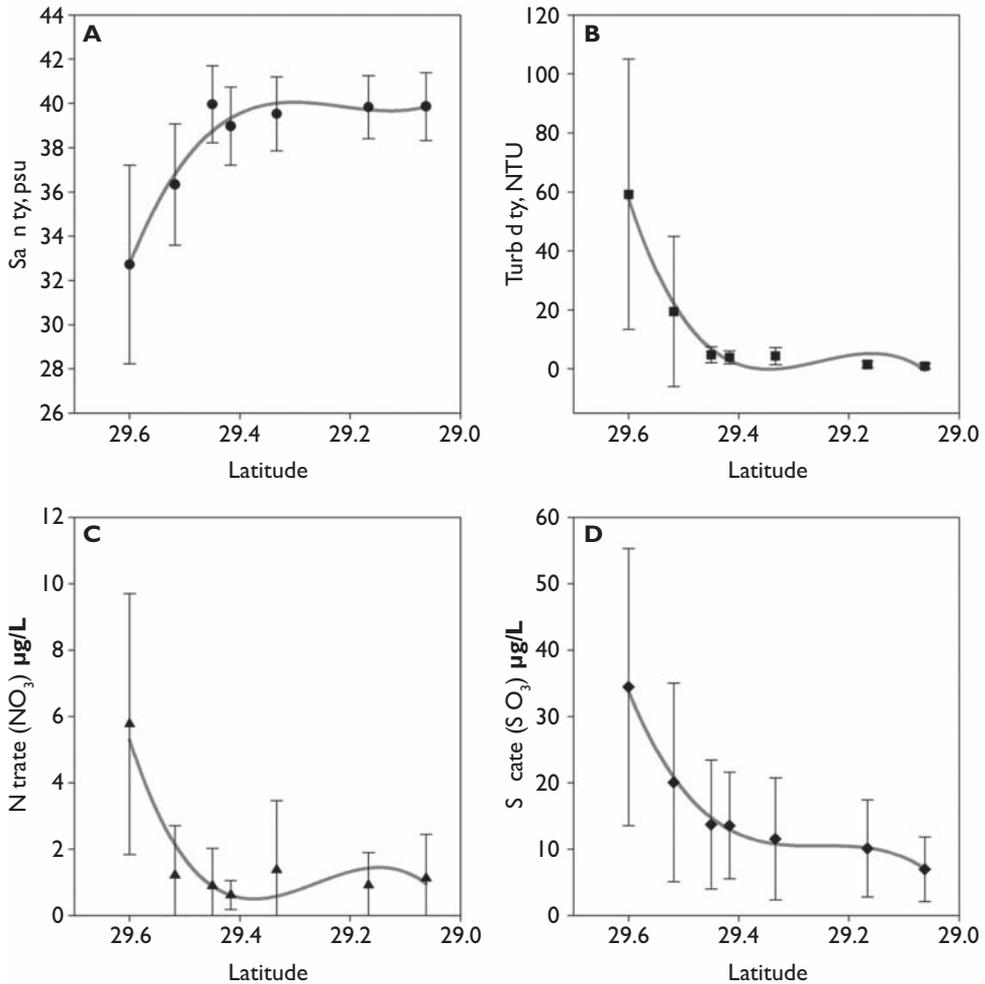 A
44
42
40
38
36
34
32
30
28
26
Sa n ty, psu
29.6 29.4 29.2 29.0
Latitude
B
120
100
80
60
40
20
0
Turb d ty, NTU
29.6 29.4 29.2 29.0
Latitude
C
12
10
8
6
4
2
0
N trate (NO3) µg/L
29.6 29.4 29.2 29.0
Latitude
D
60
50
40
30
20
10
0
S cate (S O3) µg/L
29.6 29.4 29.2 29.0
Latitude